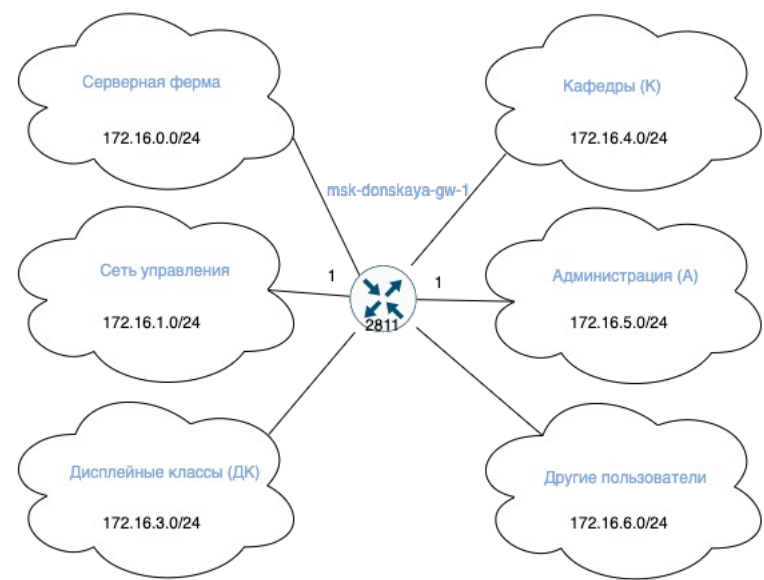 Серверная ферма
172.16.0.0/24
Кафедры (К)
172.16.4.0/24
msk-donskaya-gw-1
Сеть управления
172.16.1.0/24
1
1
2811
Администрация (А)
172.16.5.0/24
Дисплейные классы (ДК)
172.16.3.0/24
Другие пользователи
172.16.6.0/24